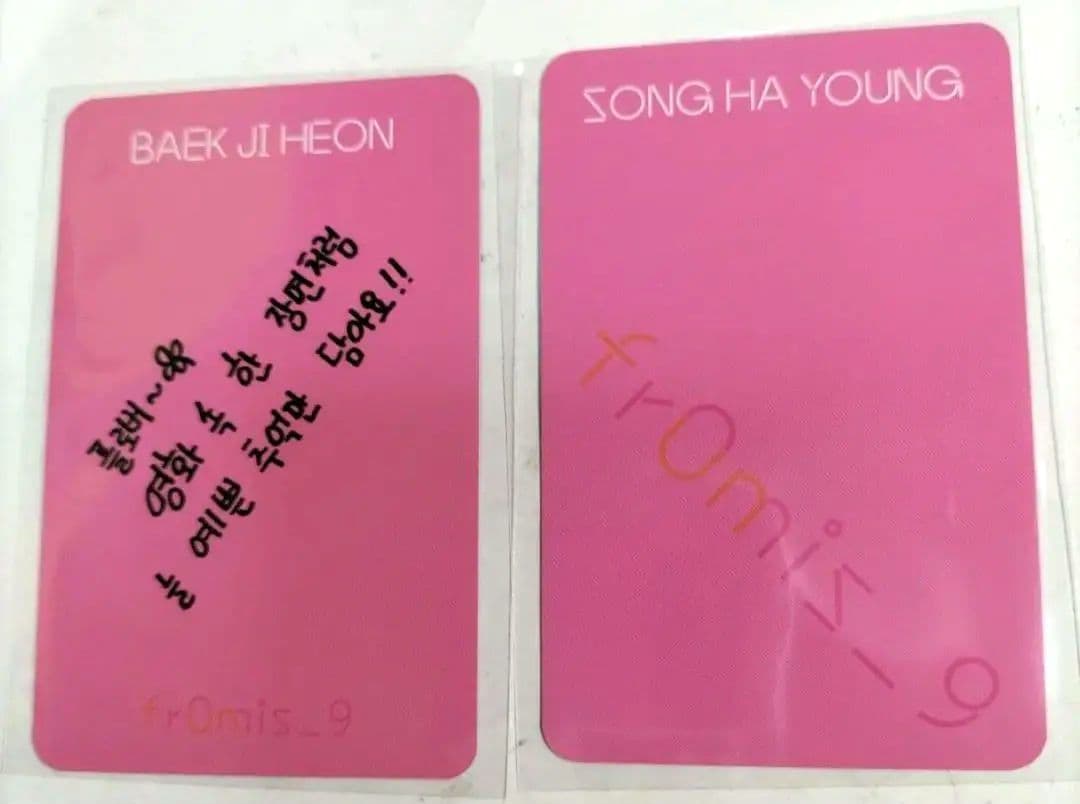 BAEK JI HEON
플로버~
영화 속 한 장면처럼
늘 예쁜 추억만 담아요!!
fr0mis_9
SONG HA YOUNG
fr0mis_9